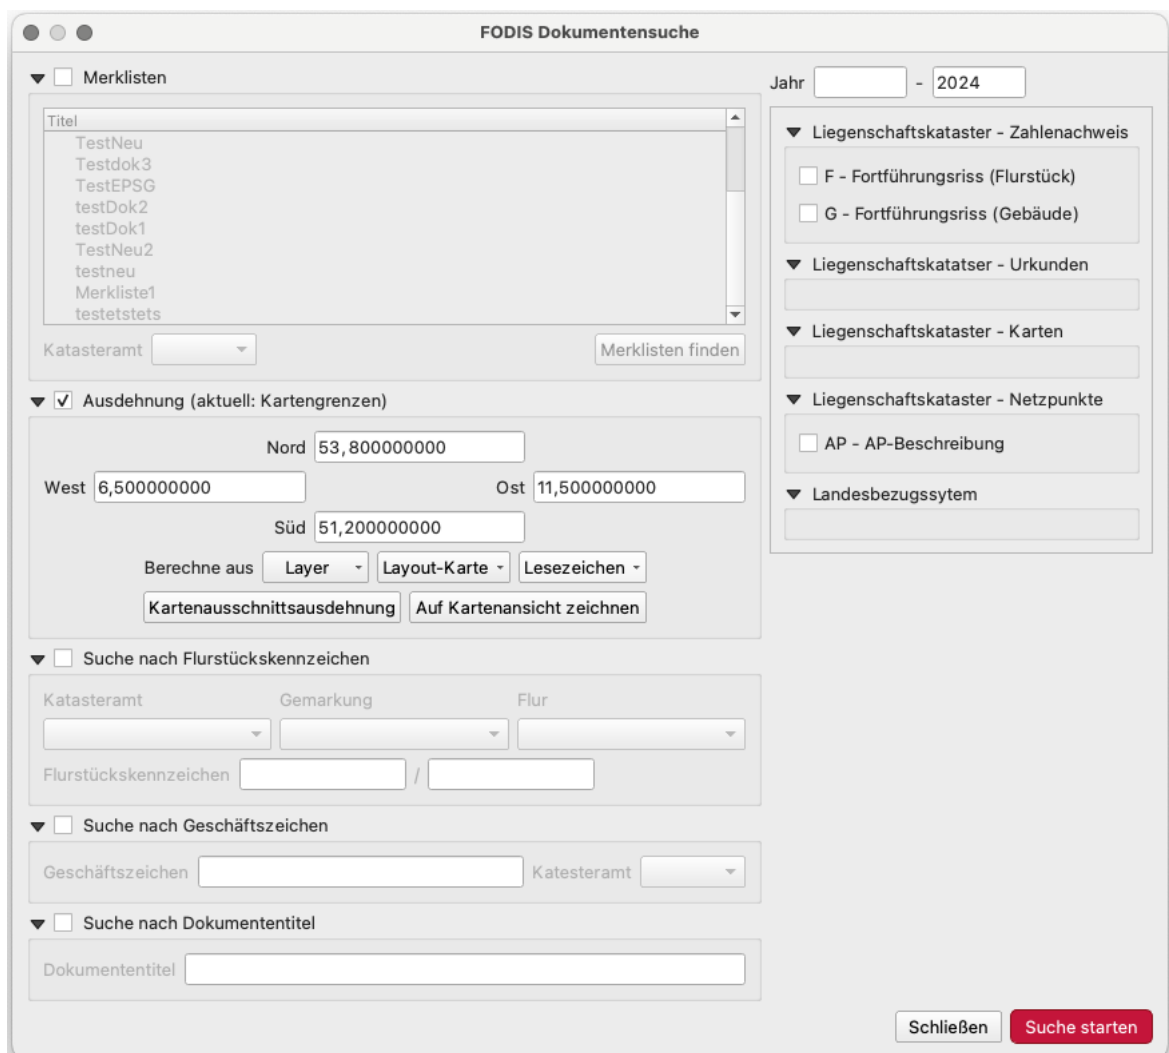 FODIS Dokumentensuche
Merklisten
Titel
TestNeu
Testdok3
TestEPSG
testDok2
testDok1
TestNeu2
testneu
Merkliste1
testetstets
Katasteramt
Merklisten finden
Ausdehnung (aktuell: Kartengrenzen)
Nord 53,800000000
West 6,500000000 Ost 11,500000000
Süd 51,200000000
Berechne aus Layer Layout-Karte Lesezeichen
Kartenausschnittsausdehnung Auf Kartenansicht zeichnen
Suche nach Flurstückskennzeichen
Katasteramt Gemarkung Flur
Flurstückskennzeichen /
Suche nach Geschäftszeichen
Geschäftszeichen Katesteramt
Suche nach Dokumententitel
Dokumententitel
Jahr - 2024
Liegenschaftskataster - Zahlenachweis
F - Fortführungsriss (Flurstück)
G - Fortführungsriss (Gebäude)
Liegenschaftskatatser - Urkunden
Liegenschaftskataster - Karten
Liegenschaftskataster - Netzpunkte
AP - AP-Beschreibung
Landesbezugssytem
Schließen Suche starten